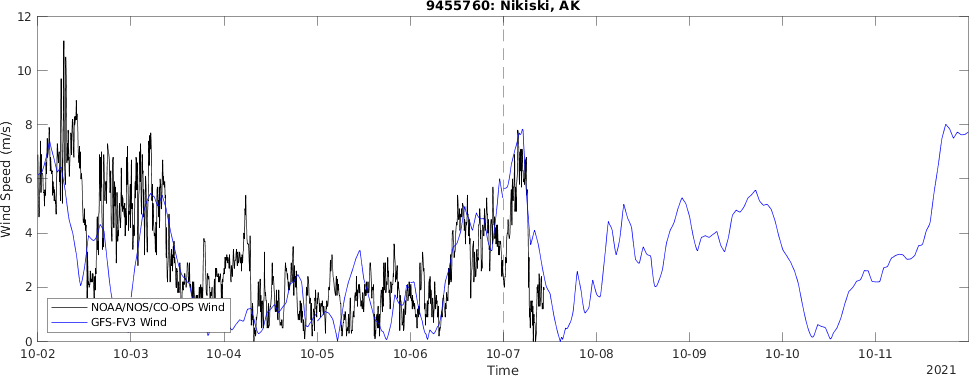 9455760: Nikiski, AK
Wind Speed (m/s)
12
10
8
6
4
2
0
NOAA/NOS/CO-OPS Wind
GFS-FV3 Wind
10-02 10-03 10-04 10-05 10-06 10-07 10-08 10-09 10-10 10-11
Time
2021